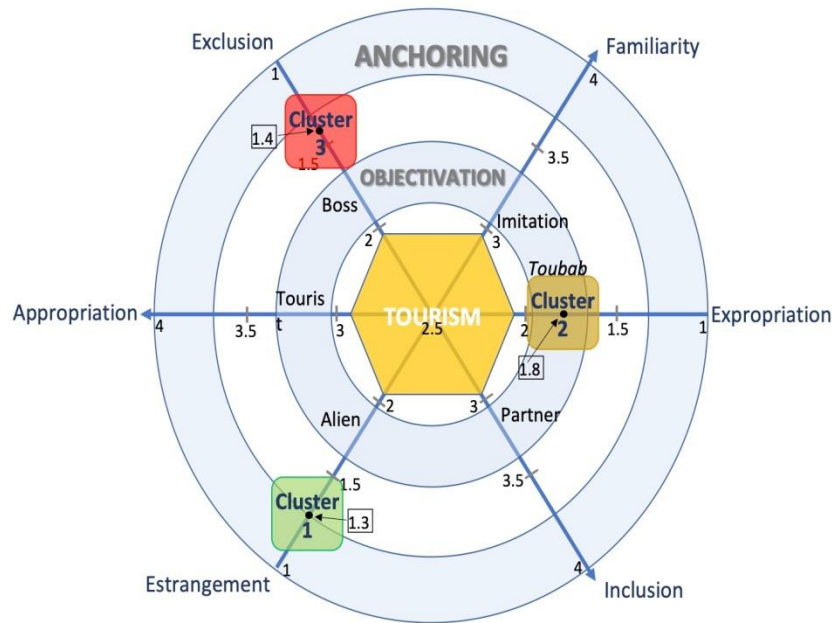 ANCHORING
Exclusion
Familiarity
1
4
Cluster
3
1.4
1.5
3.5
OBJECTIVATION
Boss
Imitation
2
3
Toubab
Appropriation
Touris
t
TOURISM
Cluster
2
Expropriation
4
3.5
3
2.5
2
1.5
1
1.8
Alien
2
3
Partner
1.5
3.5
Cluster
1
1.3
Estrangement
1
4
Inclusion